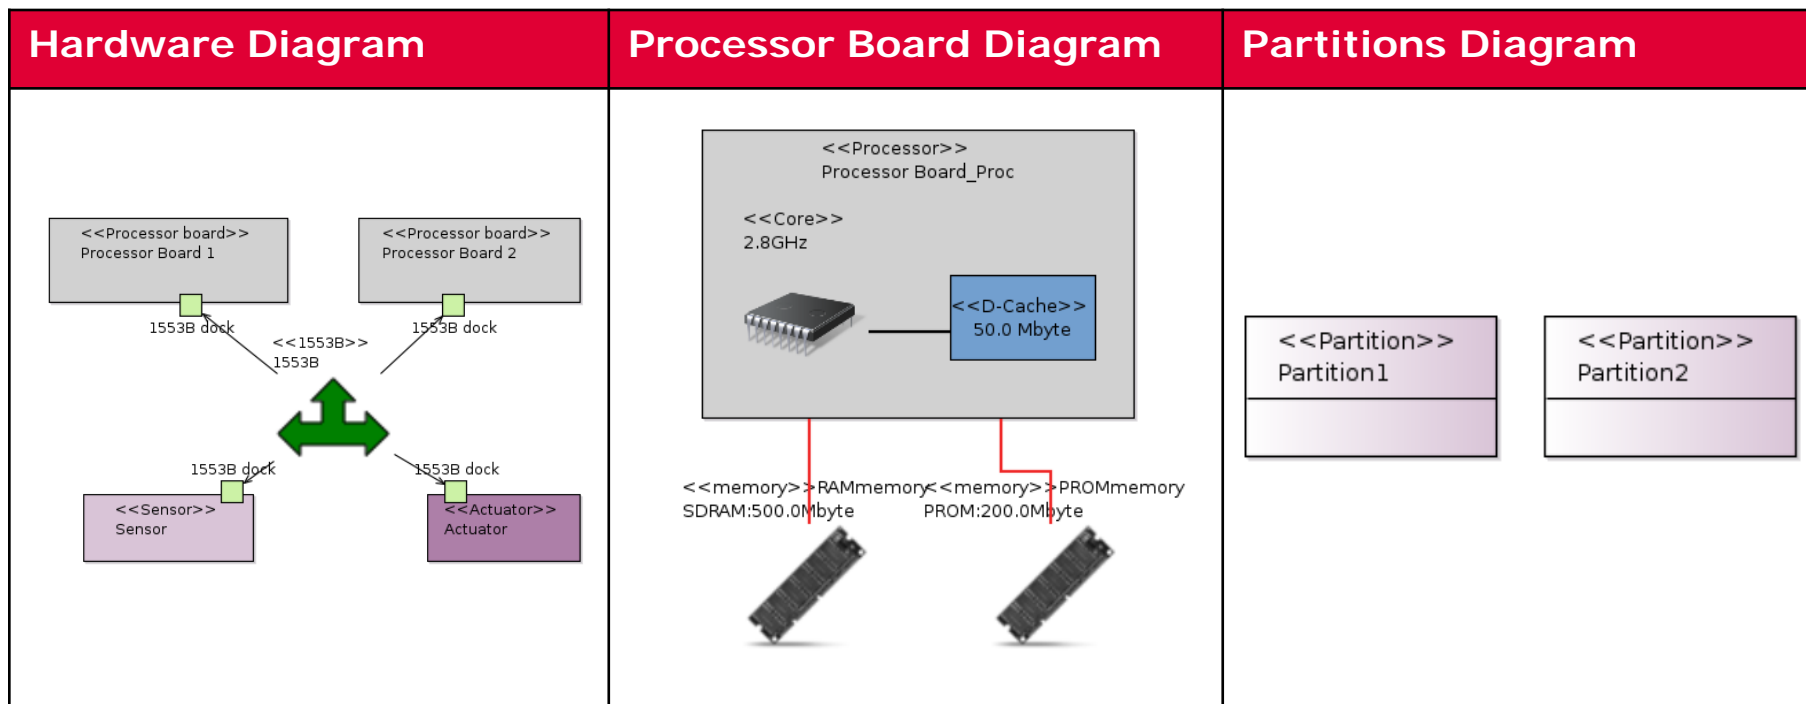 Hardware Diagram
Processor Board Diagram
Partitions Diagram
<<Processor board>>
Processor Board 1
<<Processor board>>
Processor Board 2
1553B dock
1553B dock
<<1553B>>
1553B
1553B dock
1553B dock
<<Sensor>>
Sensor
<<Actuator>>
Actuator
<<Processor>>
Processor Board_Proc
<<Core>>
2.8GHz
<<D-Cache>>
50.0 Mbyte
<<memory>>RAMmemory
SDRAM:500.0Mbyte
<<memory>>PROMmemory
PROM:200.0Mbyte
<<Partition>>
Partition1
<<Partition>>
Partition2